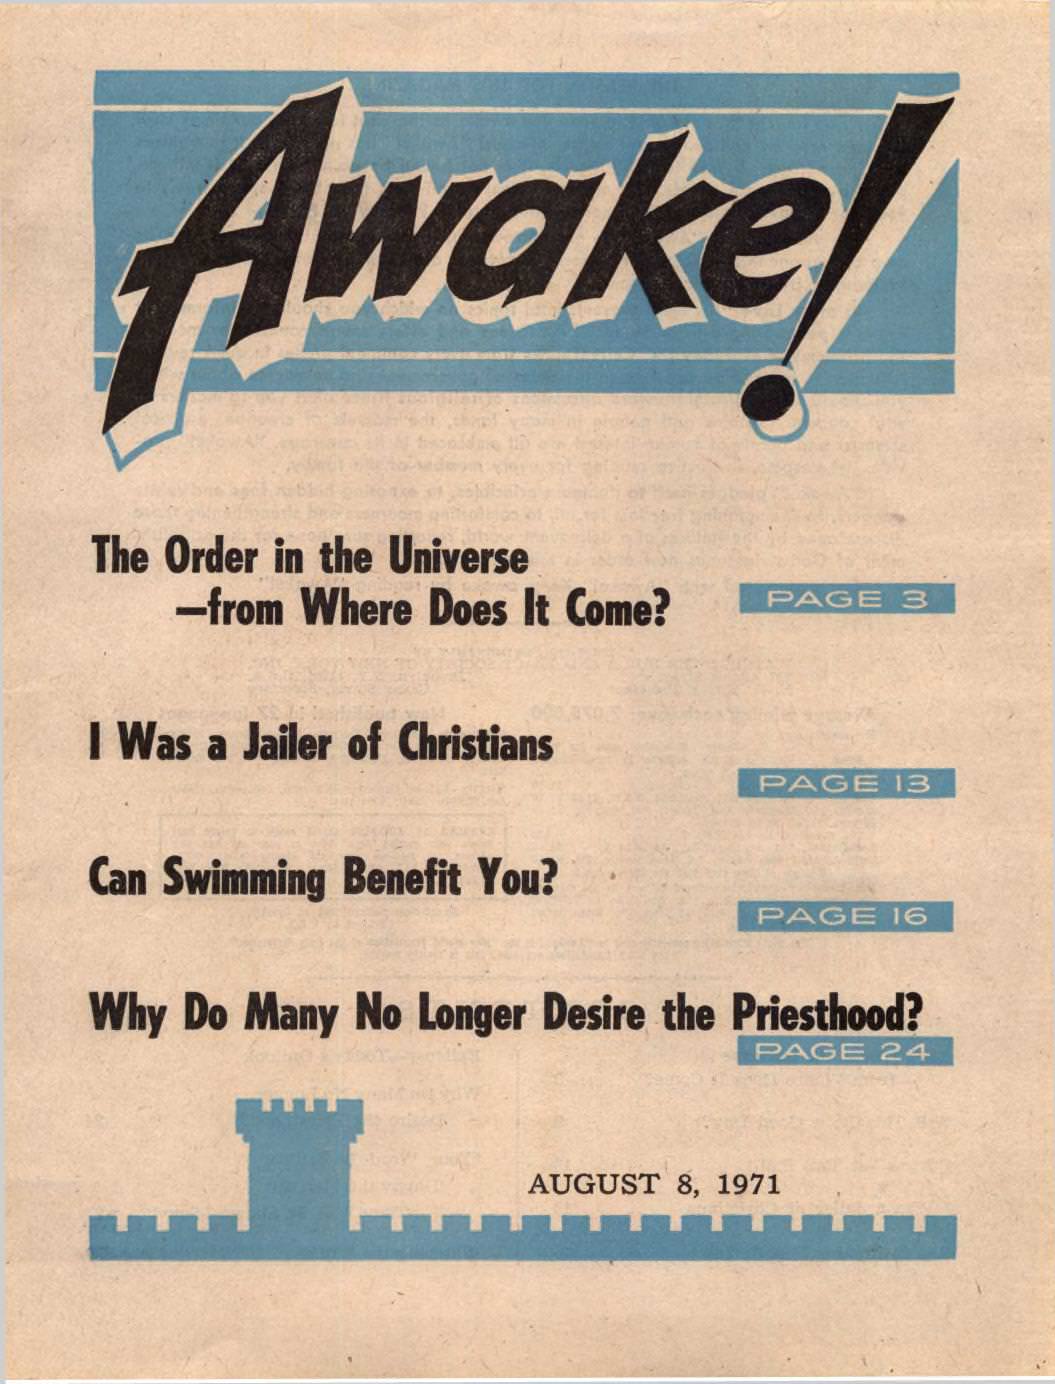 Awake!
The Order in the Universe
—from Where Does It Come?
PAGE 3
I Was a Jailer of Christians
PAGE 13
Can Swimming Benefit You?
PAGE 16
Why Do Many No Longer Desire the Priesthood?
PAGE 24
AUGUST 8, 1971